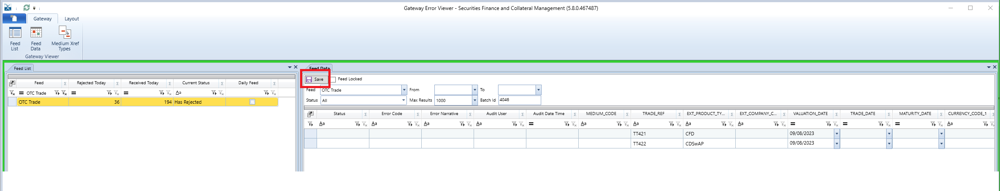 Gateway Error Viewer - Securities Finance and Collateral Management (5.8.0.467487)
Gateway Layout
Feed List
Feed Data
Medium Xref Types
Gateway Viewer
Feed List
Feed Rejected Today Received Today Current Status Daily Feed
OTC Trade Aa
OTC Trade 36 194 Has Rejected
Feed Data
Save Feed Locked
Feed OTC Trade From To
Status All Max Results 1000 Batch Id 4046
Status Error Code Error Narrative Audit User Audit Date Time MEDIUM_CODE TRADE_REF EXT_PRODUCT_TY... EXT_COMPANY_C... VALUATION_DATE TRADE_DATE MATURITY_DATE CURRENCY_CODE_1
Aa Aa Aa Aa = Aa Aa Aa Aa = = = Aa
TT421 CFD 09/08/2023
TT422 CDSwAP 09/08/2023